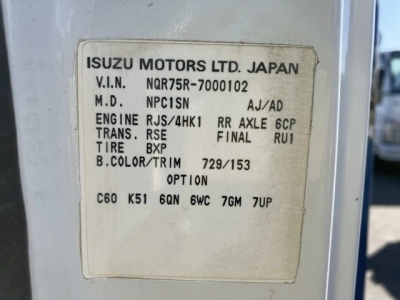 ISUZU MOTORS LTD. JAPAN
V.I.N. NQR75R-7000102
M.D. NPC1SN AJ/AD
ENGINE RJS/4HK1 RR AXLE 6CP
TRANS. RSE FINAL RU1
TIRE BXP
B.COLOR/TRIM 729/153
OPTION
C60 K51 6QN 6WC 7GM 7UP